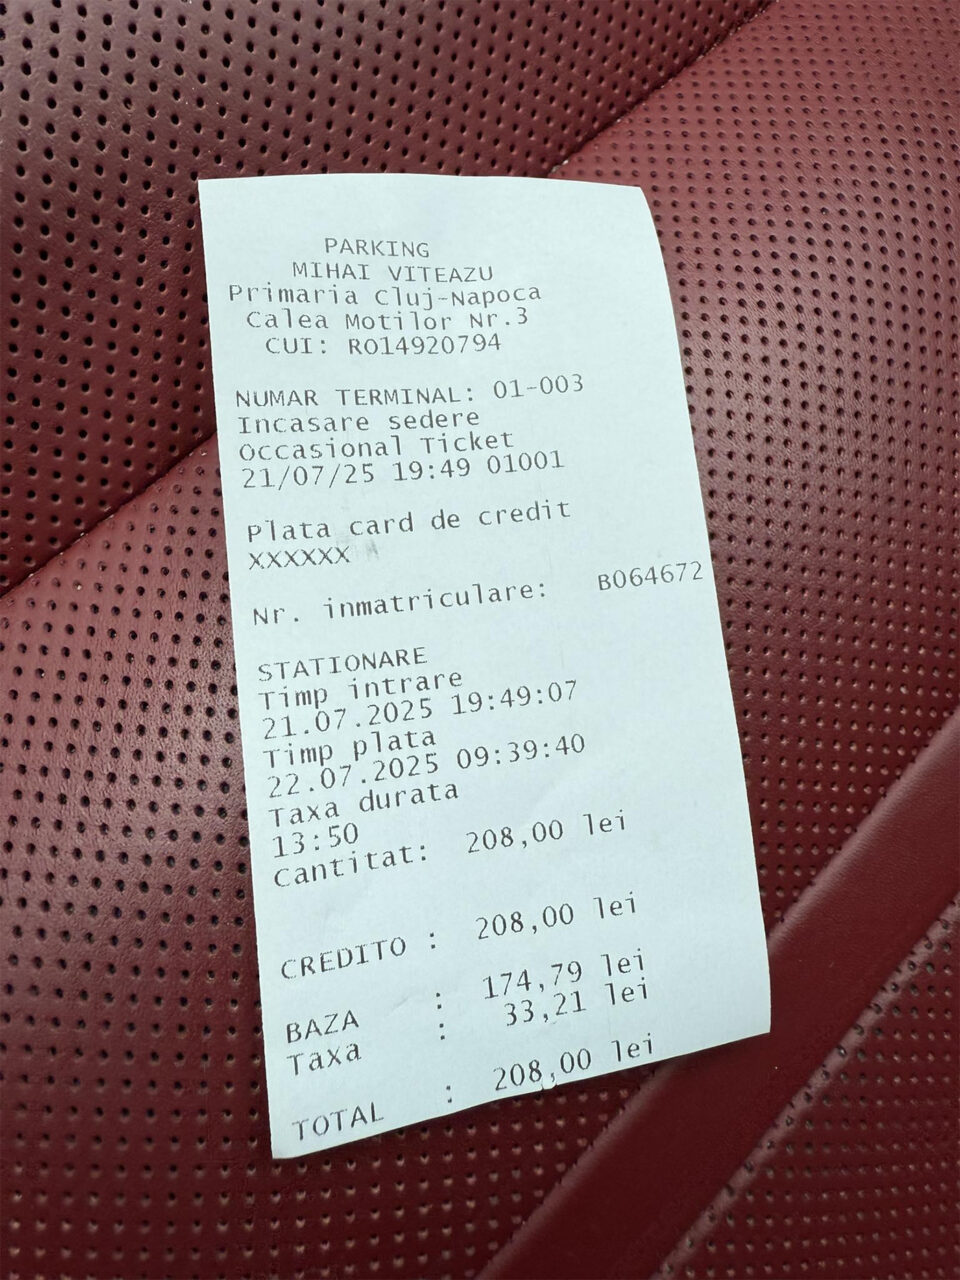 PARKING
MIHAI VITEAZU
Primaria Cluj-Napoca
Calea Motilor Nr.3
CUI: RO14920794
NUMAR TERMINAL: 01-003
Incasare sedere
Occasional Ticket
21/07/25 19:49 01001
Plata card de credit
XXXXXX
Nr. inmatriculare: B064672
STATIONARE
Timp intrare
21.07.2025 19:49:07
Timp plata
22.07.2025 09:39:40
Taxa durata
13:50
Cantitat: 208,00 lei
CREDITO : 208,00 lei
BAZA : 174,79 lei
Taxa : 33,21 lei
TOTAL : 208,00 lei